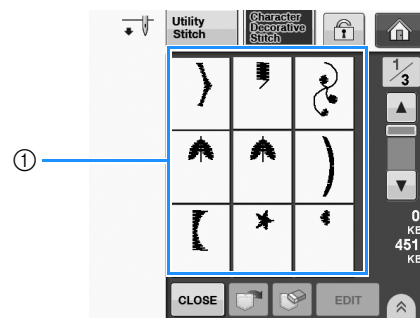 Utility
Stitch
Character
Decorative
Stitch
1/3
①
0
KB
451
KB
CLOSE
EDIT